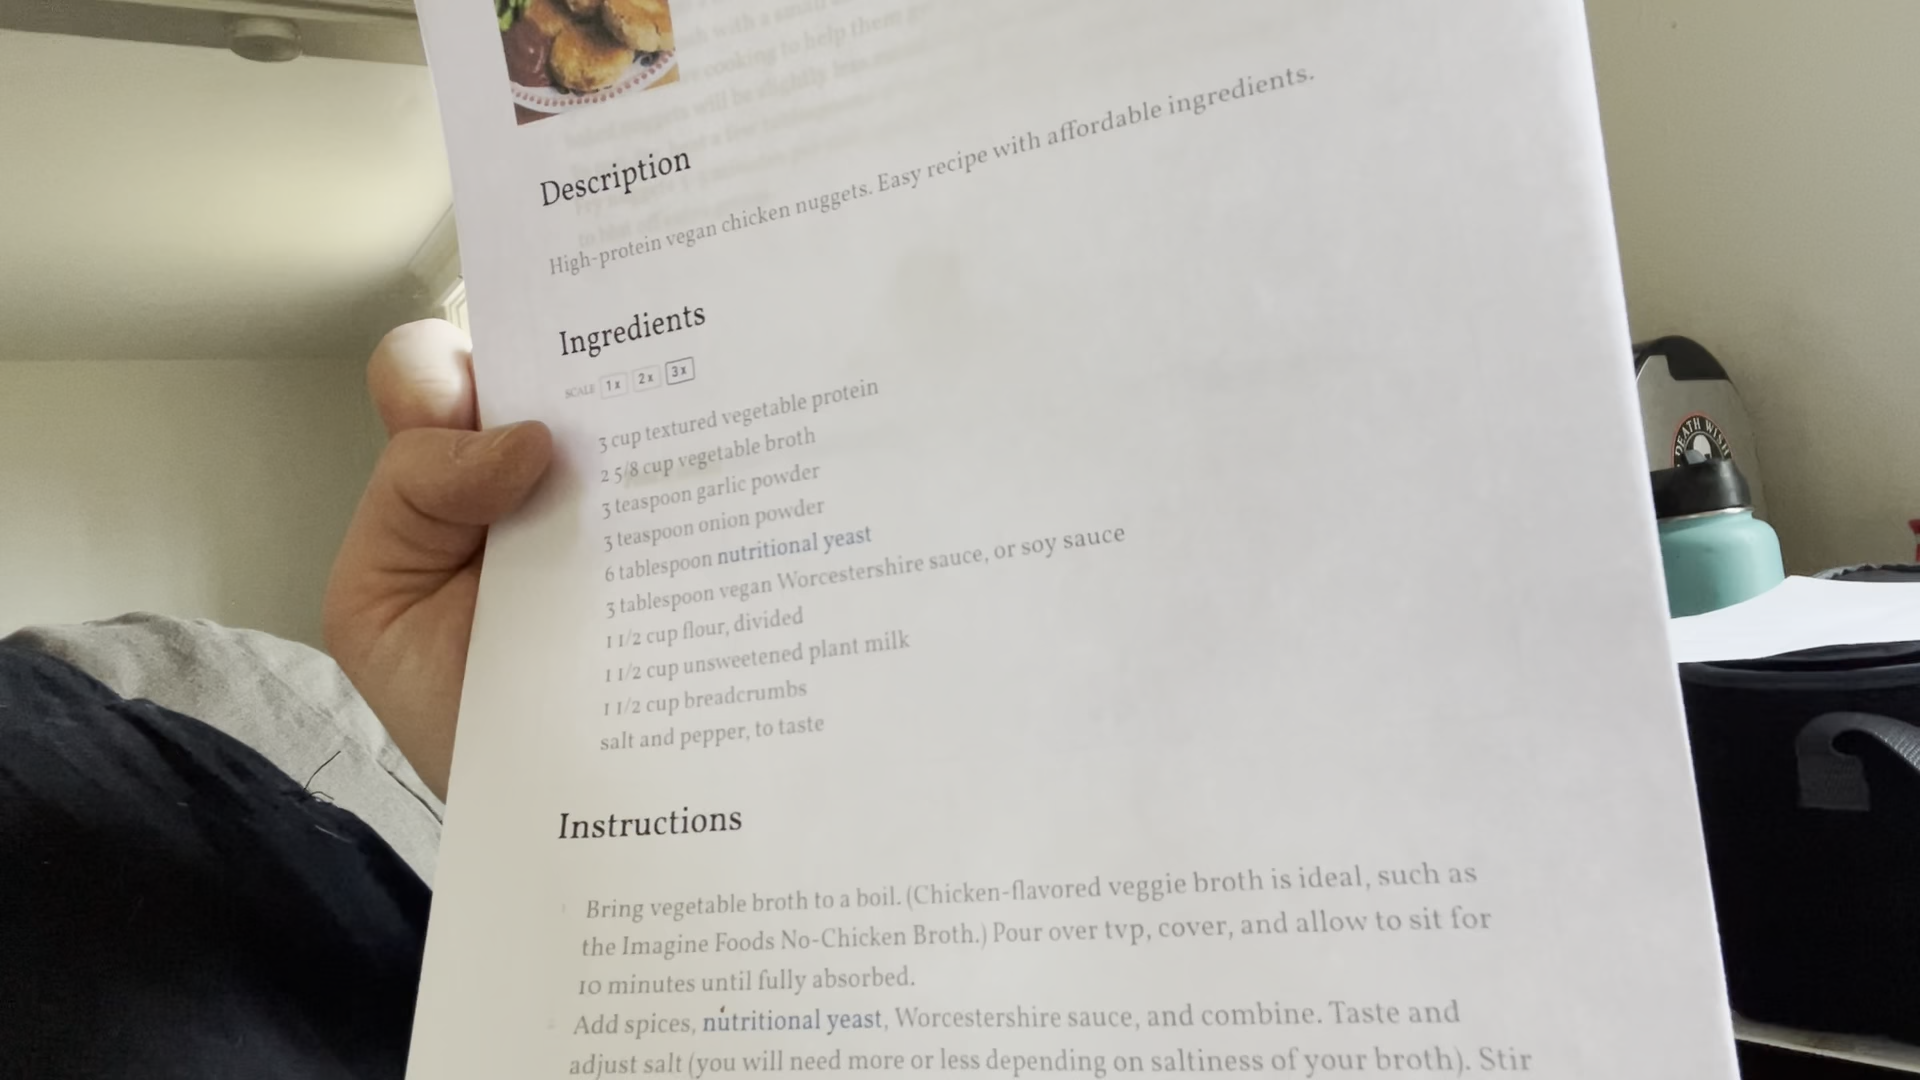 Description
High-protein vegan chicken nuggets. Easy recipe with affordable ingredients.
Ingredients
SCALE 1x 2x 3x
3 cup textured vegetable protein
2 5/8 cup vegetable broth
3 teaspoon garlic powder
3 teaspoon onion powder
6 tablespoon nutritional yeast
3 tablespoon vegan Worcestershire sauce, or soy sauce
1 1/2 cup flour, divided
1 1/2 cup unsweetened plant milk
1 1/2 cup breadcrumbs
salt and pepper, to taste
Instructions
Bring vegetable broth to a boil. (Chicken-flavored veggie broth is ideal, such as
the Imagine Foods No-Chicken Broth.) Pour over tvp, cover, and allow to sit for
10 minutes until fully absorbed.
Add spices, nutritional yeast, Worcestershire sauce, and combine. Taste and
adjust salt (you will need more or less depending on saltiness of your broth). Stir
DEATH WISH